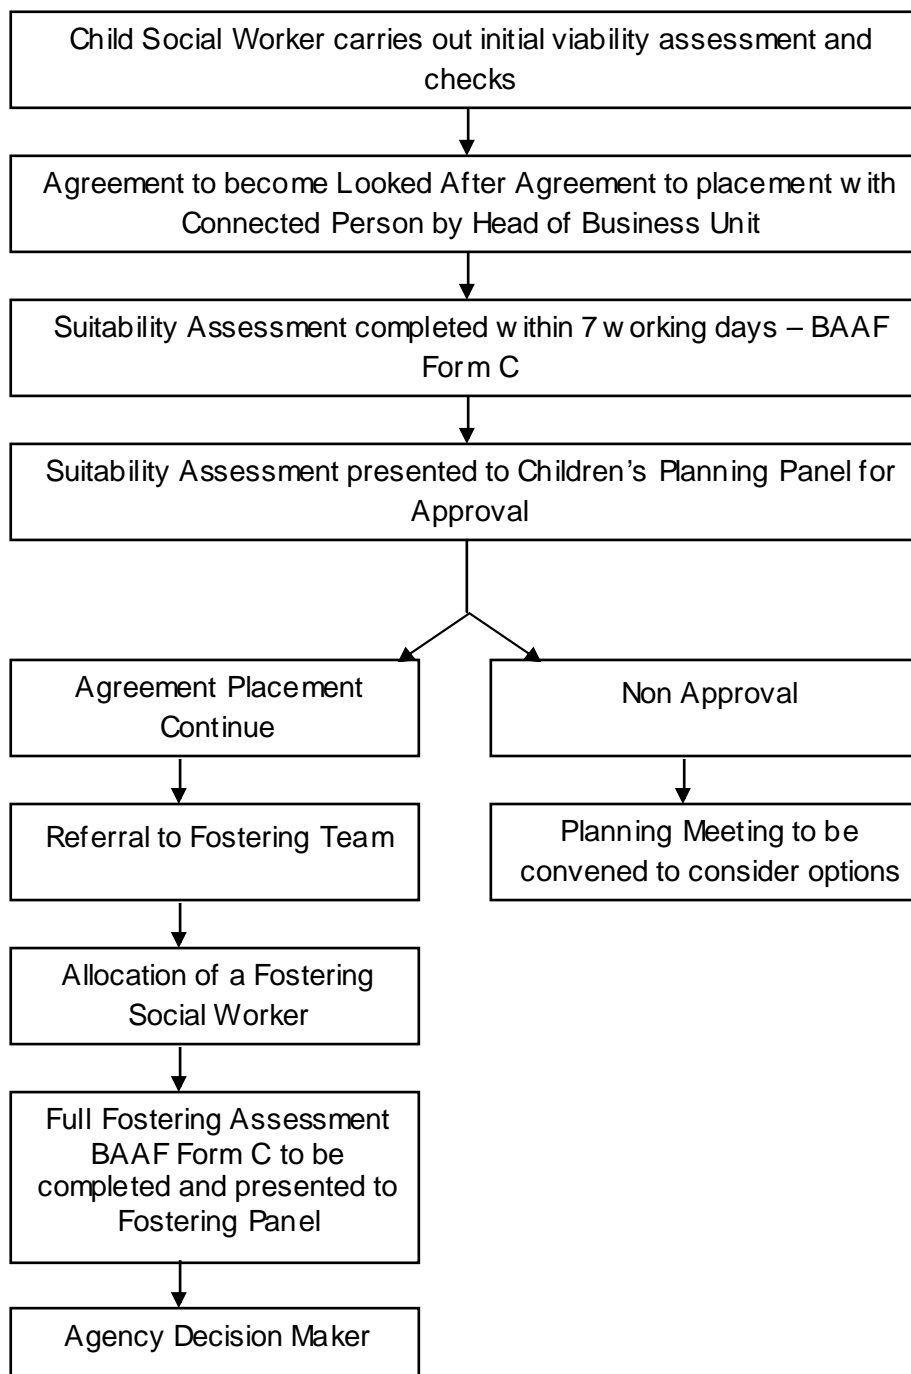 Child Social Worker carries out initial viability assessment and
checks
Agreement to become Looked After Agreement to placement with
Connected Person by Head of Business Unit
Suitability Assessment completed within 7 working days – BAAF
Form C
Suitability Assessment presented to Children’s Planning Panel for
Approval
Agreement Placement
Continue
Non Approval
Referral to Fostering Team
Planning Meeting to be
convened to consider options
Allocation of a Fostering
Social Worker
Full Fostering Assessment
BAAF Form C to be
completed and presented to
Fostering Panel
Agency Decision Maker